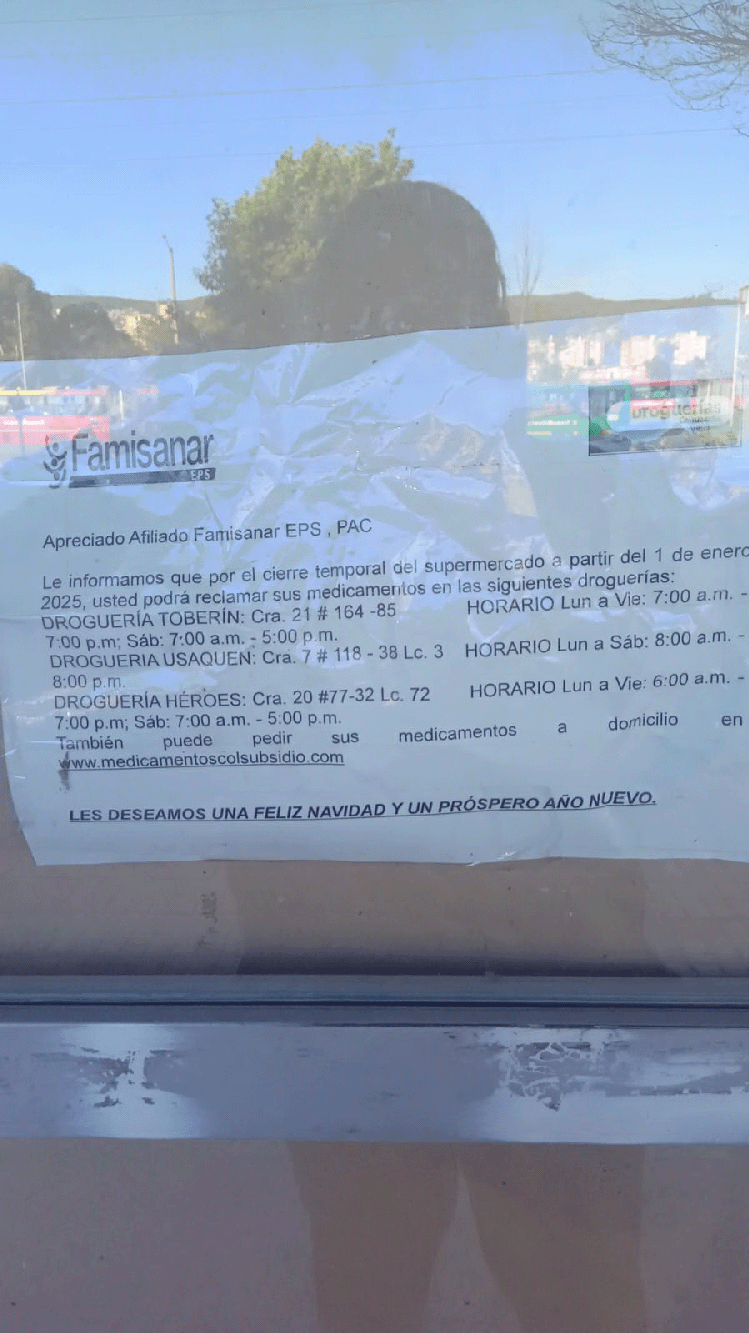 Famisanar
EPS
Droguerías
Apreciado Afiliado Famisanar EPS , PAC
Le informamos que por el cierre temporal del supermercado a partir del 1 de enero
2025, usted podrá reclamar sus medicamentos en las siguientes droguerías:
DROGUERÍA TOBERÍN: Cra. 21 # 164 -85 HORARIO Lun a Vie: 7:00 a.m. -
7:00 p.m; Sáb: 7:00 a.m. - 5:00 p.m.
DROGUERIA USAQUEN: Cra. 7 # 118 - 38 Lc. 3 HORARIO Lun a Sáb: 8:00 a.m. -
8:00 p.m.
DROGUERÍA HÉROES: Cra. 20 #77-32 Lc. 72 HORARIO Lun a Vie: 6:00 a.m. -
7:00 p.m; Sáb: 7:00 a.m. - 5:00 p.m.
También puede pedir sus medicamentos a domicilio en
www.medicamentoscolsubsidio.com
LES DESEAMOS UNA FELIZ NAVIDAD Y UN PRÓSPERO AÑO NUEVO.